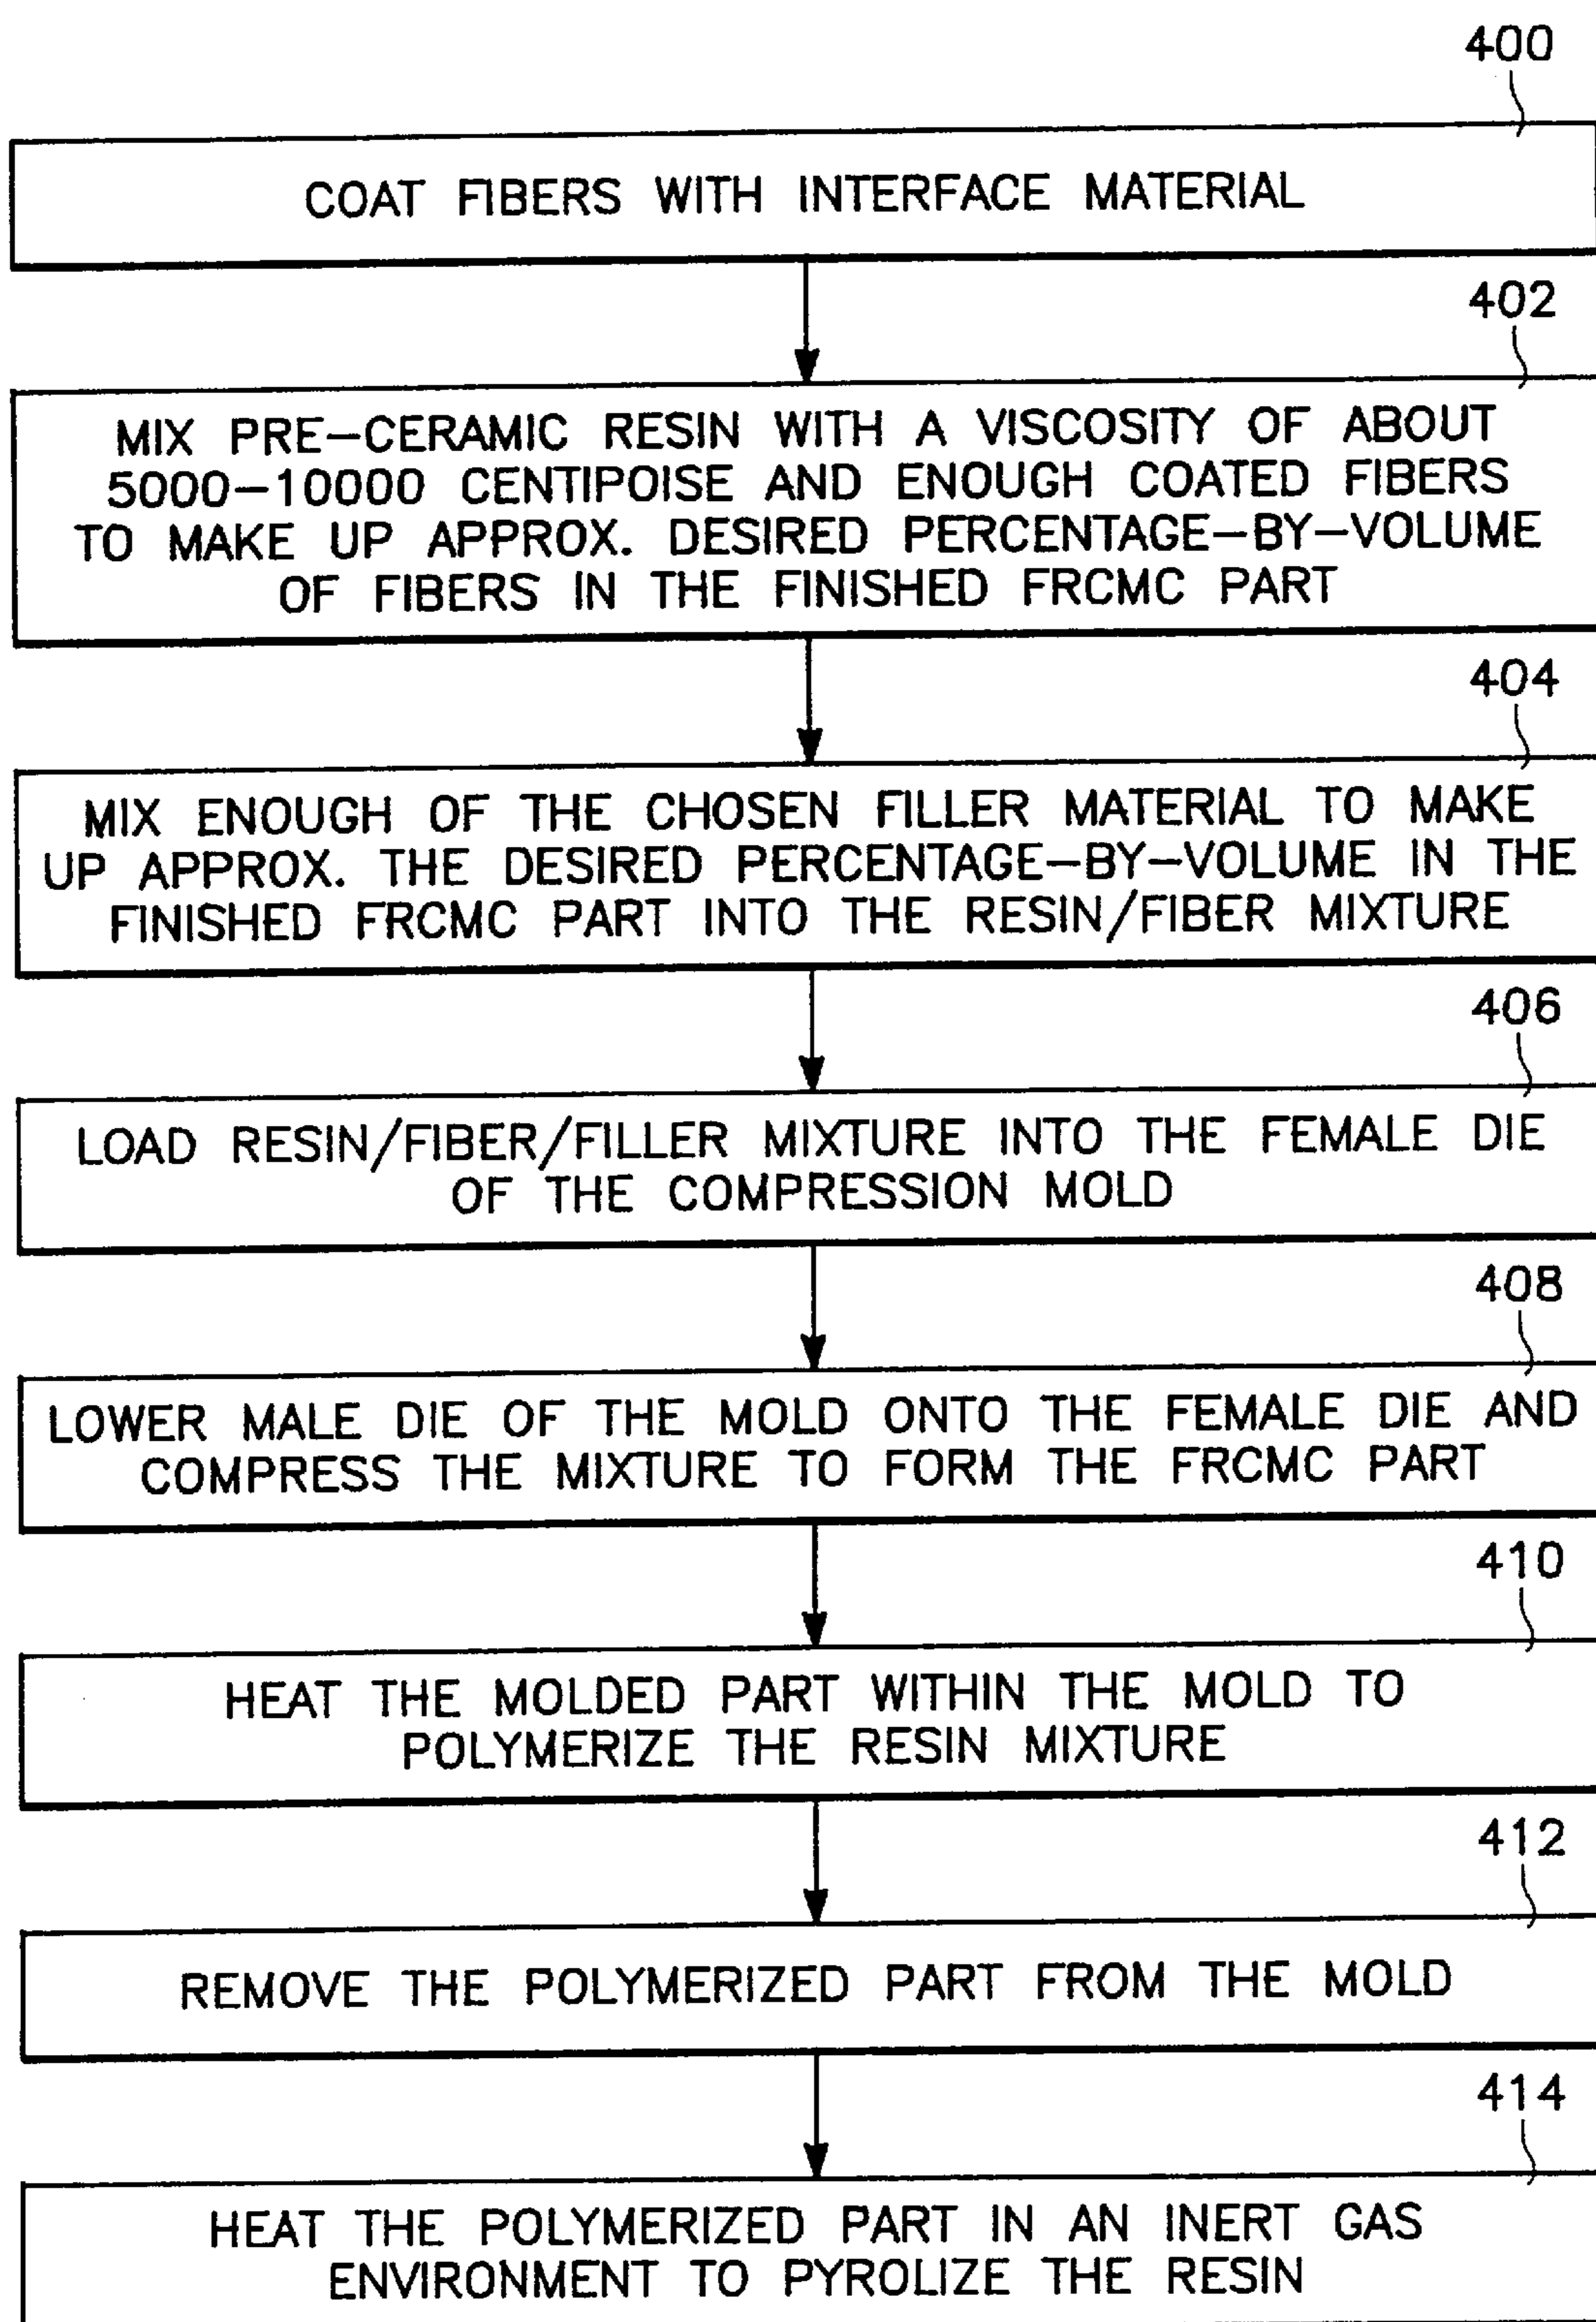 400
COAT FIBERS WITH INTERFACE MATERIAL
402
MIX PRE-CERAMIC RESIN WITH A VISCOSITY OF ABOUT
5000-10000 CENTIPOISE AND ENOUGH COATED FIBERS
TO MAKE UP APPROX. DESIRED PERCENTAGE-BY-VOLUME
OF FIBERS IN THE FINISHED FRCMC PART
404
MIX ENOUGH OF THE CHOSEN FILLER MATERIAL TO MAKE
UP APPROX. THE DESIRED PERCENTAGE-BY-VOLUME IN THE
FINISHED FRCMC PART INTO THE RESIN/FIBER MIXTURE
406
LOAD RESIN/FIBER/FILLER MIXTURE INTO THE FEMALE DIE
OF THE COMPRESSION MOLD
408
LOWER MALE DIE OF THE MOLD ONTO THE FEMALE DIE AND
COMPRESS THE MIXTURE TO FORM THE FRCMC PART
410
HEAT THE MOLDED PART WITHIN THE MOLD TO
POLYMERIZE THE RESIN MIXTURE
412
REMOVE THE POLYMERIZED PART FROM THE MOLD
414
HEAT THE POLYMERIZED PART IN AN INERT GAS
ENVIRONMENT TO PYROLIZE THE RESIN